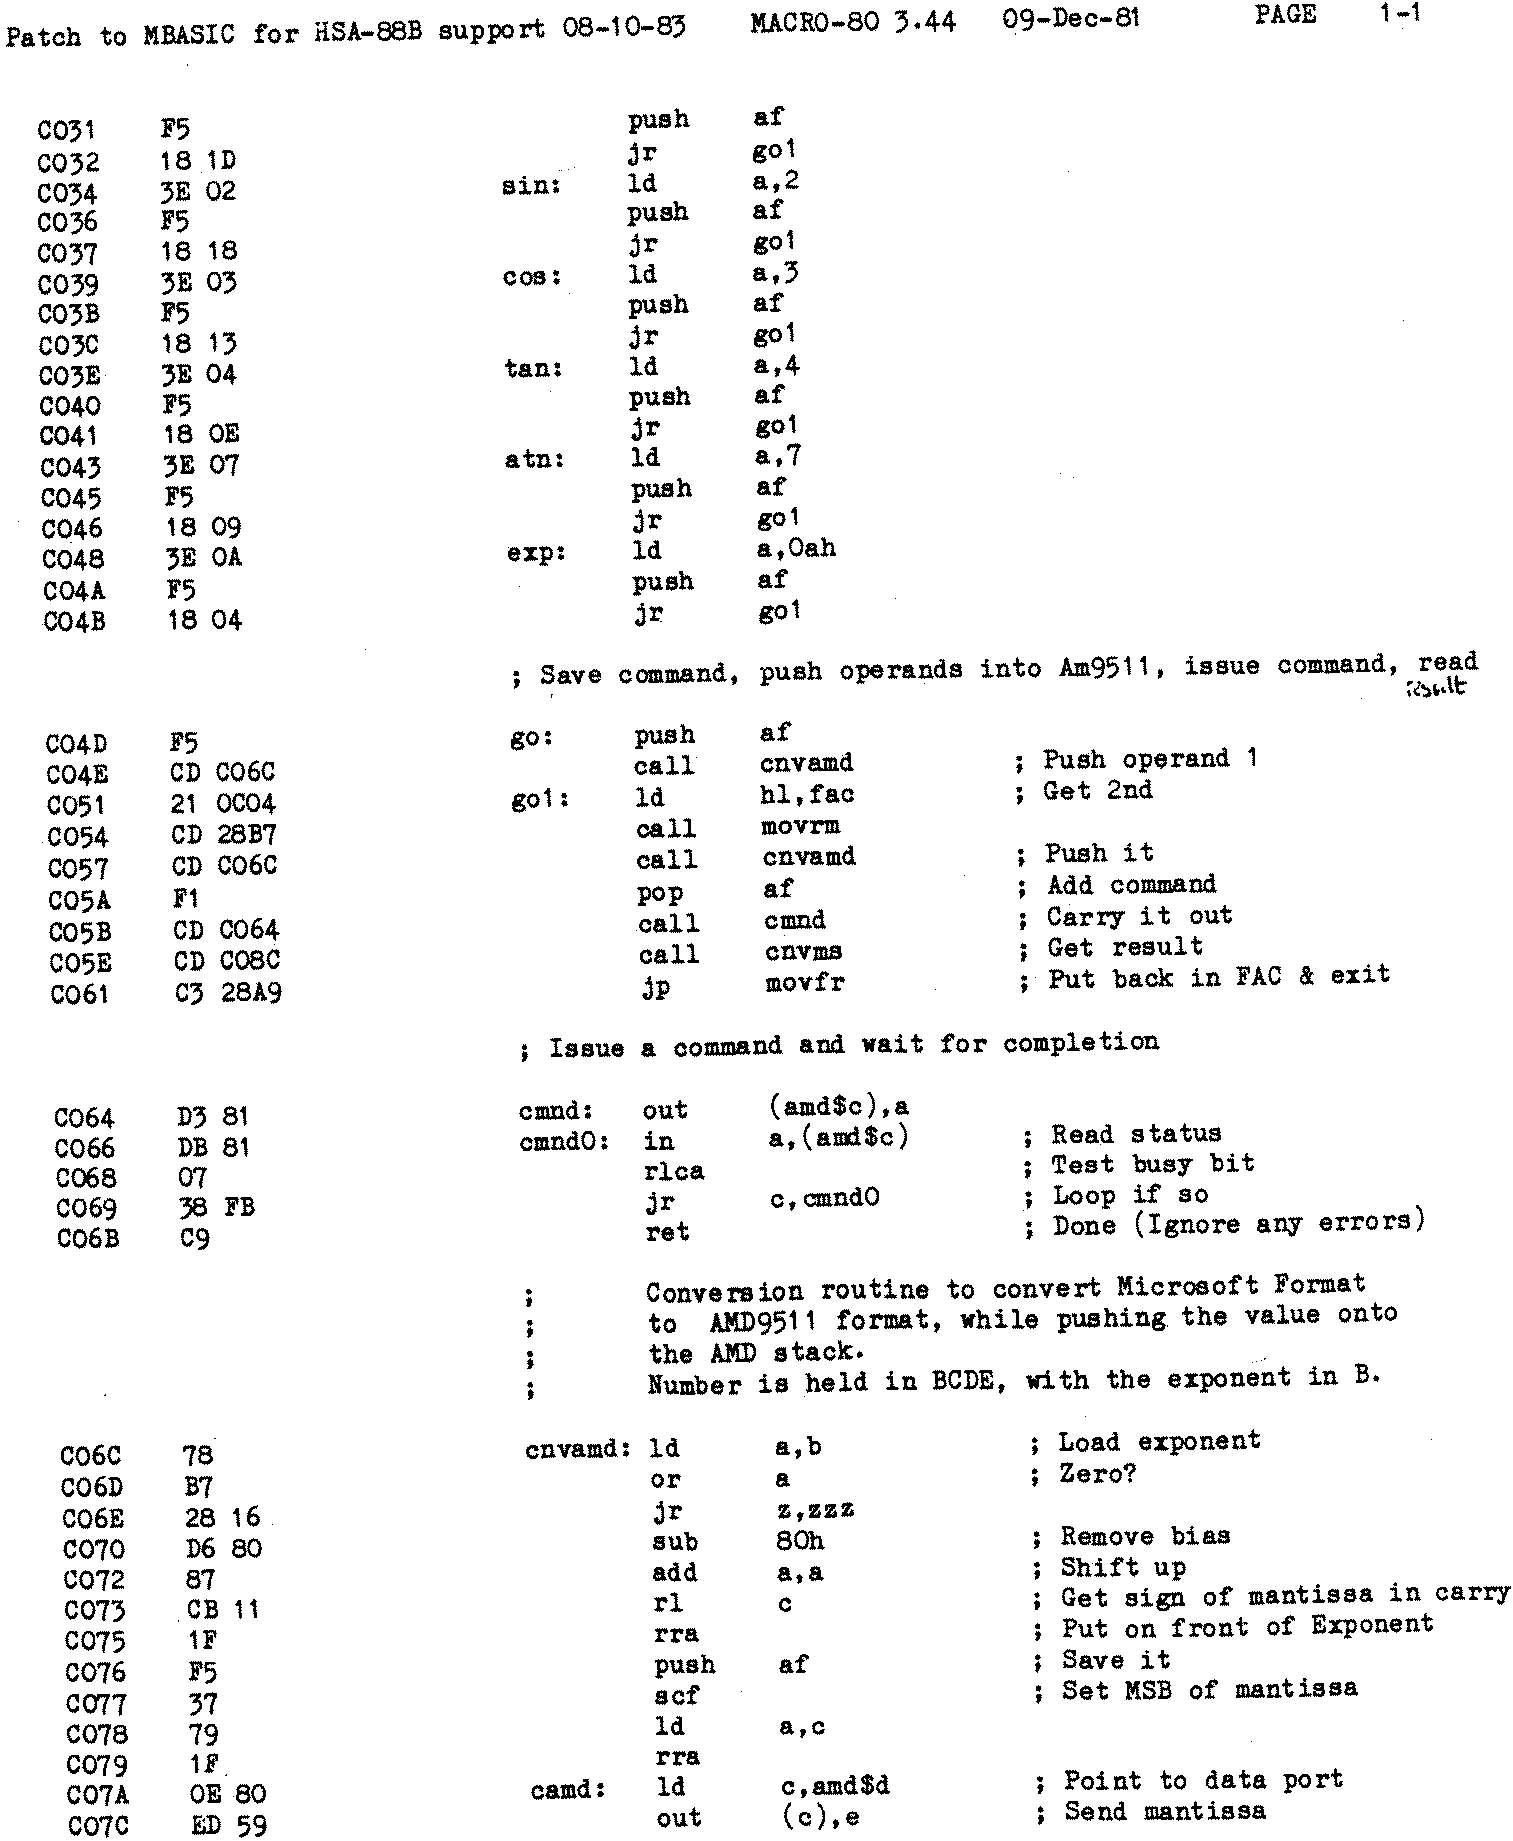 Patch to MBASIC for HSA-88B support 08-10-83 MACRO-80 3.44 09-Dec-81 PAGE 1-1
C031 F5 push af
C032 18 1D jr go1
C034 3E 02 sin: ld a,2
C036 F5 push af
C037 18 18 jr go1
C039 3E 03 cos: ld a,3
C03B F5 push af
C03C 18 13 jr go1
C03E 3E 04 tan: ld a,4
C040 F5 push af
C041 18 0E jr go1
C043 3E 07 atn: ld a,7
C045 F5 push af
C046 18 09 jr go1
C048 3E 0A exp: ld a,0ah
C04A F5 push af
C04B 18 04 jr go1
; Save command, push operands into Am9511, issue command, read
result
C04D F5 go: push af
C04E CD C06C call cnvamd ; Push operand 1
C051 21 0C04 go1: ld hl,fac ; Get 2nd
C054 CD 28B7 call movrm
C057 CD C06C call cnvamd ; Push it
C05A F1 pop af ; Add command
C05B CD C064 call cmnd ; Carry it out
C05E CD C08C call cnvms ; Get result
C061 C3 28A9 jp movfr ; Put back in FAC & exit
; Issue a command and wait for completion
C064 D3 81 cmnd: out (amd$c),a
C066 DB 81 cmnd0: in a,(amd$c) ; Read status
C068 07 rlca ; Test busy bit
C069 38 FB jr c,cmnd0 ; Loop if so
C06B C9 ret ; Done (Ignore any errors)
; Conversion routine to convert Microsoft Format
; to AMD9511 format, while pushing the value onto
; the AMD stack.
; Number is held in BCDE, with the exponent in B.
C06C 78 cnvamd: ld a,b ; Load exponent
C06D B7 or a ; Zero?
C06E 28 16 jr z,zzz
C070 D6 80 sub 80h ; Remove bias
C072 87 add a,a ; Shift up
C073 CB 11 rl c ; Get sign of mantissa in carry
C075 1F rra ; Put on front of Exponent
C076 F5 push af ; Save it
C077 37 scf ; Set MSB of mantissa
C078 79 ld a,c
C079 1F rra
C07A 0E 80 camd: ld c,amd$d ; Point to data port
C07C ED 59 out (c),e ; Send mantissa